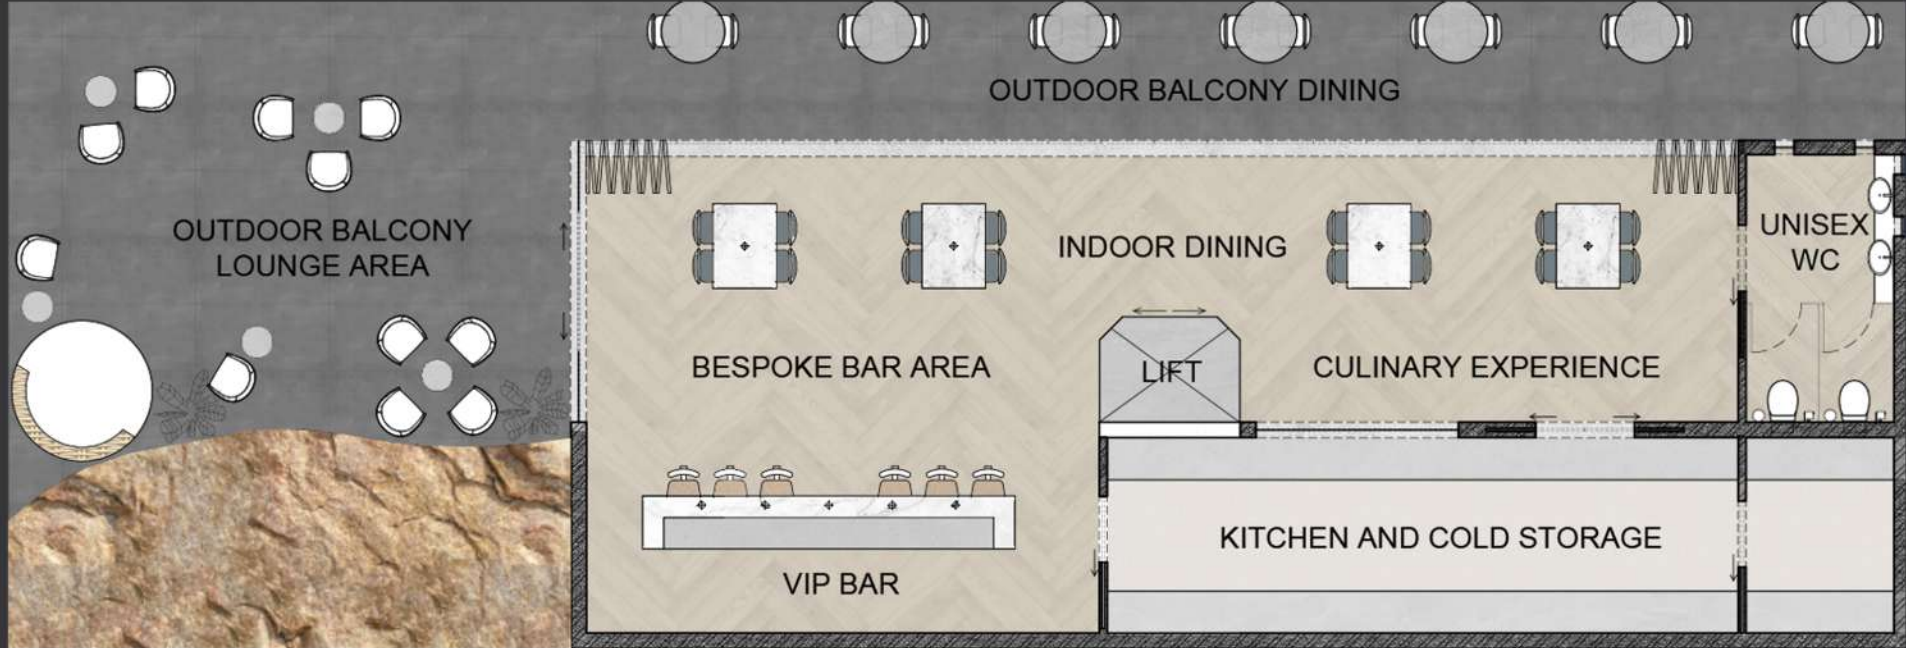 OUTDOOR BALCONY DINING
OUTDOOR BALCONY
LOUNGE AREA
INDOOR DINING
UNISEX
WC
BESPOKE BAR AREA
LIFT
CULINARY EXPERIENCE
KITCHEN AND COLD STORAGE
VIP BAR